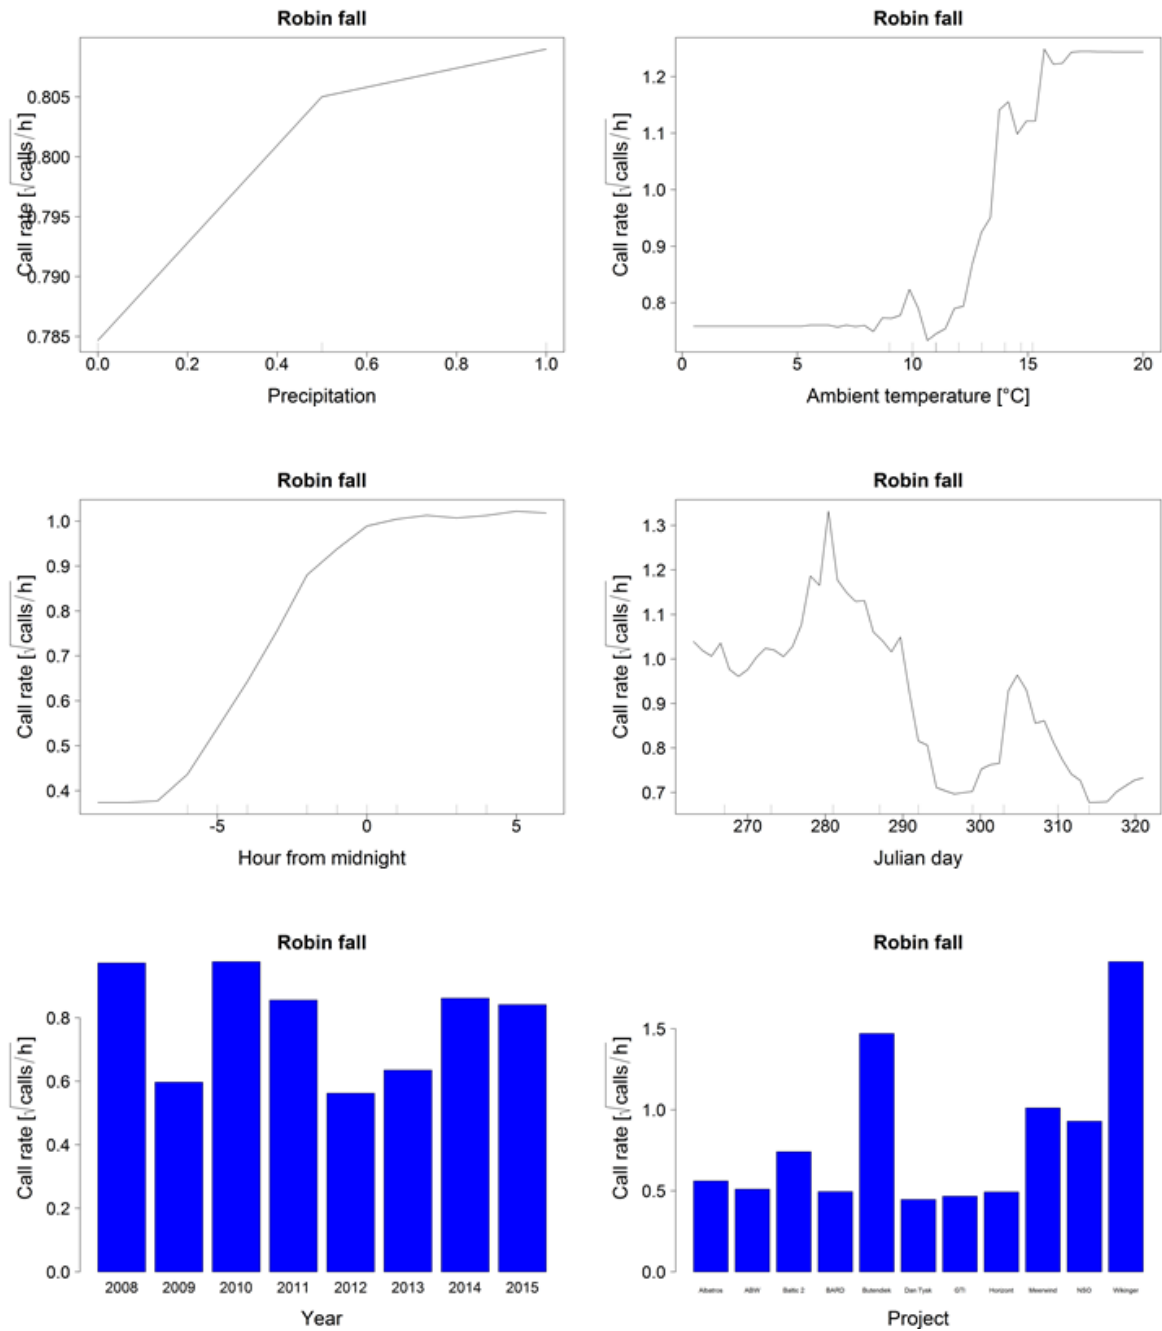 Robin fall
Call rate [√calls/h]
0.805
0.800
0.795
0.790
0.785
0.0 0.2 0.4 0.6 0.8 1.0
Precipitation
Robin fall
Call rate [√calls/h]
1.2
1.1
1.0
0.9
0.8
0 5 10 15 20
Ambient temperature [°C]
Robin fall
Call rate [√calls/h]
1.0
0.9
0.8
0.7
0.6
0.5
0.4
-5 0 5
Hour from midnight
Robin fall
Call rate [√calls/h]
1.3
1.2
1.1
1.0
0.9
0.8
0.7
270 280 290 300 310 320
Julian day
Robin fall
Call rate [√calls/h]
0.8
0.6
0.4
0.2
0.0
2008 2009 2010 2011 2012 2013 2014 2015
Year
Robin fall
Call rate [√calls/h]
1.5
1.0
0.5
0.0
Albatros ABW Baltic 2 BARD Butendiek Dan Tysk GTI Horizont Meerwind NSO Wikinger
Project